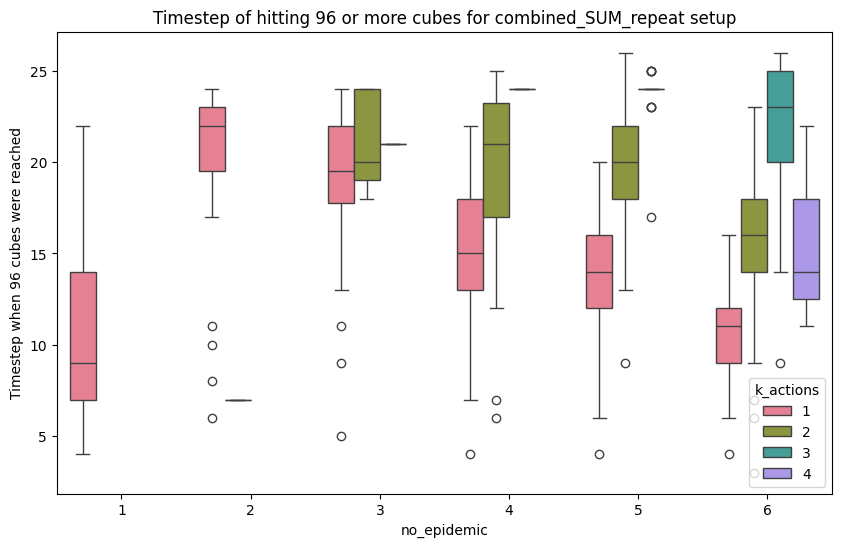 Timestep of hitting 96 or more cubes for combined_SUM_repeat setup
Timestep when 96 cubes were reached
25
20
15
10
5
1 2 3 4 5 6
no_epidemic
k_actions
1
2
3
4